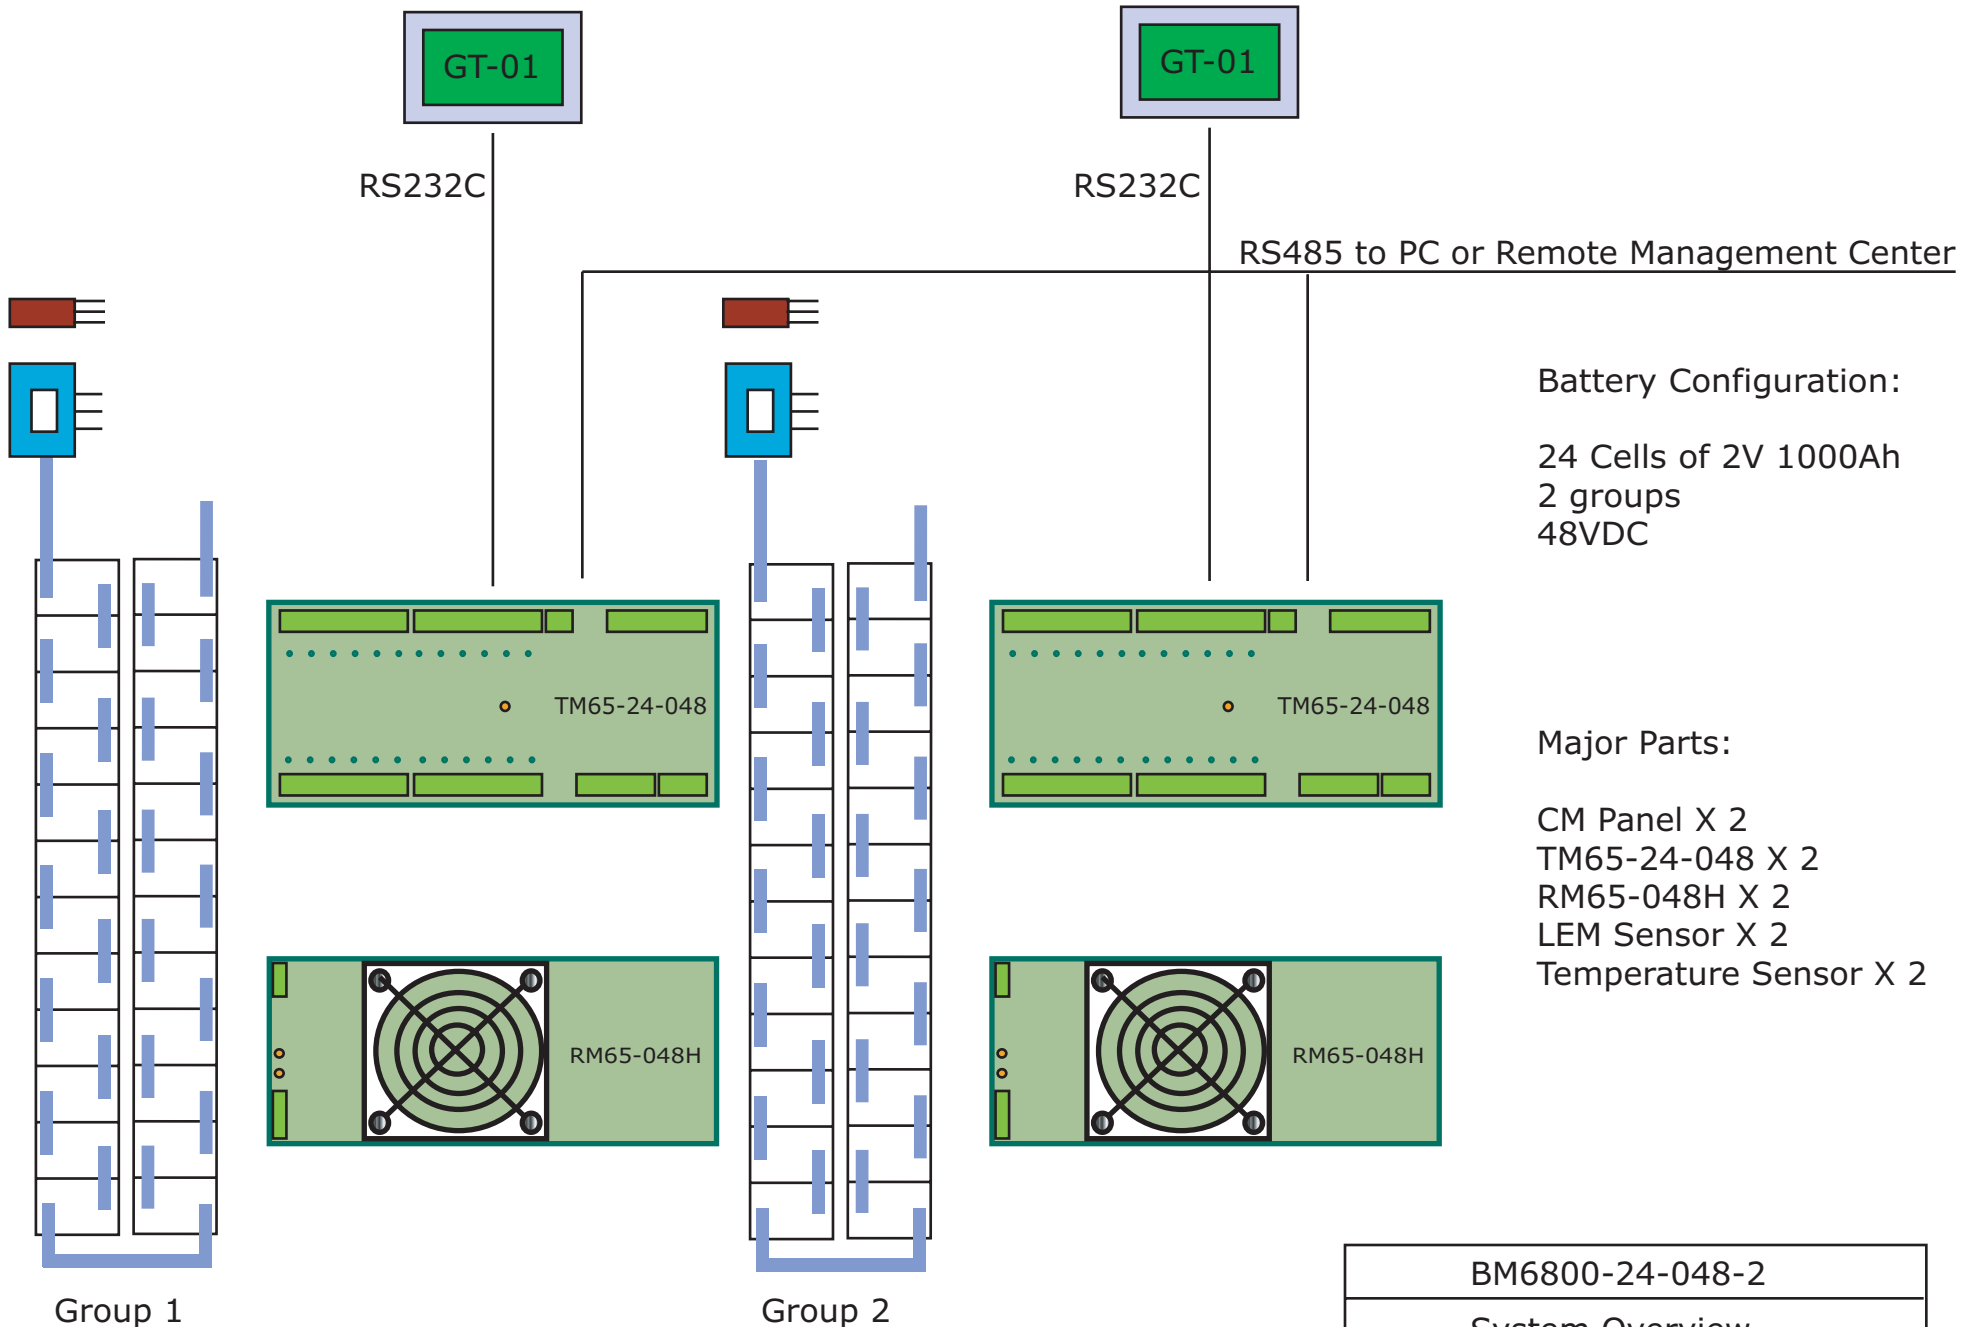 GT-01
GT-01
RS232C
RS232C
RS485 to PC or Remote Management Center
Battery Configuration:
24 Cells of 2V 1000Ah
2 groups
48VDC
TM65-24-048
TM65-24-048
Major Parts:
CM Panel X 2
TM65-24-048 X 2
RM65-048H X 2
LEM Sensor X 2
Temperature Sensor X 2
RM65-048H
RM65-048H
BM6800-24-048-2
System Overview
Group 1
Group 2